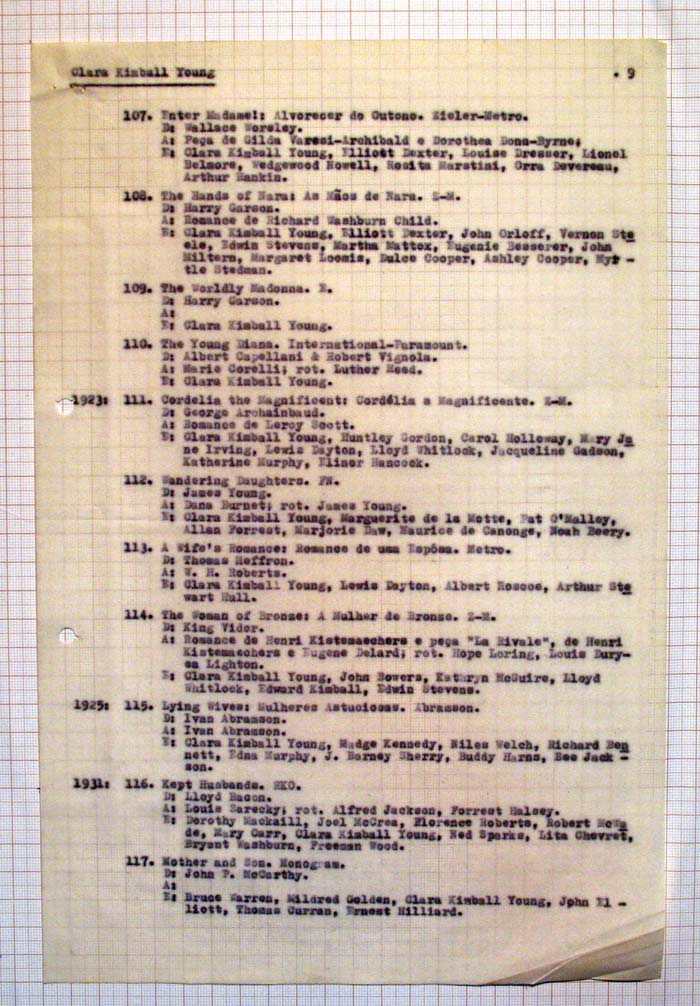 Clara Kimball Young . 9
107. Enter Madame!: Alvorecer do Outono. Zieler-Metro.
D: Wallace Worsley.
A: Peça de Gilda Varesi-Archibald e Dorothea Donn-Byrne;
E: Clara Kimball Young, Elliott Dexter, Louise Dresser, Lionel
Belmore, Wedgewood Nowell, Rosita Marstini, Orra Devereau,
Arthur Rankin.
108. The Hands of Nara: As Mãos de Nara. Z-M.
D: Harry Garson.
A: Romance de Richard Washburn Child.
E: Clara Kimball Young, Elliott Dexter, John Orloff, Vernon Ste
ele, Edwin Stevens, Martha Mattox, Eugenie Besserer, John
Miltern, Margaret Loomis, Dulce Cooper, Ashley Cooper, Myr -
tle Stedman.
109. The Worldly Madonna. E.
D: Harry Garson.
A:
E: Clara Kimball Young.
110. The Young Diana. International-Paramount.
D: Albert Capellani & Robert Vignola.
A: Marie Corelli; rot. Luther Reed.
E: Clara Kimball Young.
1923: 111. Cordelia the Magnificent: Cordélia a Magnificente. Z-M.
D: George Archainbaud.
A: Romance de Leroy Scott.
E: Clara Kimball Young, Huntley Gordon, Carol Holloway, Mary Ja
ne Irving, Lewis Dayton, Lloyd Whitlock, Jacqueline Gadson,
Katherine Murphy, Elinor Hancock.
112. Wandering Daughters. FN.
D: James Young.
A: Dana Burnet; rot. James Young.
E: Clara Kimball Young, Marguerite de la Motte, Pat O'Malley,
Allan Forrest, Marjorie Daw, Maurice de Canonge, Noah Beery.
113. A Wife's Romance: Romance de uma Espôsa. Metro.
D: Thomas Heffron.
A: W. H. Roberts.
E: Clara Kimball Young, Lewis Dayton, Albert Roscoe, Arthur Ste
wart Hull.
114. The Woman of Bronze: A Mulher de Bronze. Z-M.
D: King Vidor.
A: Romance de Henri Kistemaechers e peça "La Rivale", de Henri
Kistemaechers e Eugene Delard; rot. Hope Loring, Louis Dury-
ea Lighton.
E: Clara Kimball Young, John Bowers, Kathryn McGuire, Lloyd
Whitlock, Edward Kimball, Edwin Stevens.
1925: 115. Lying Wives: Mulheres Astuciosas. Abramson.
D: Ivan Abramson.
A: Ivan Abramson.
E: Clara Kimball Young, Madge Kennedy, Niles Welch, Richard Ben
nett, Edna Murphy, J. Barney Sherry, Buddy Harns, Bee Jack -
son.
1931: 116. Kept Husbands. RKO.
D: Lloyd Bacon.
A: Louis Sarecky; rot. Alfred Jackson, Forrest Halsey.
E: Dorothy Mackaill, Joel McCrea, Florence Roberts, Robert McWa
de, Mary Carr, Clara Kimball Young, Ned Sparks, Lita Chevret,
Bryant Washburn, Freeman Wood.
117. Mother and Son. Monogram.
D: John P. McCarthy.
A:
E: Bruce Warren, Mildred Golden, Clara Kimball Young, John El -
liott, Thomas Curran, Ernest Hilliard.